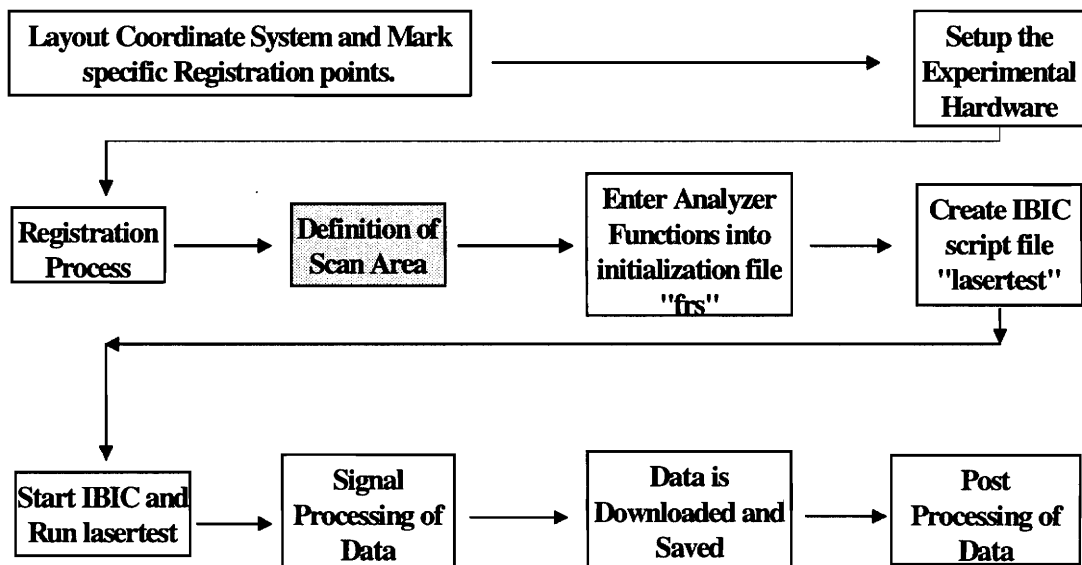 Layout Coordinate System and Mark
specific Registration points.
Setup the
Experimental
Hardware
Registration
Process
Definition of
Scan Area
Enter Analyzer
Functions into
initialization file
"frs"
Create IBIC
script file
"lasertest"
Start IBIC and
Run lasertest
Signal
Processing of
Data
Data is
Downloaded and
Saved
Post
Processing of
Data